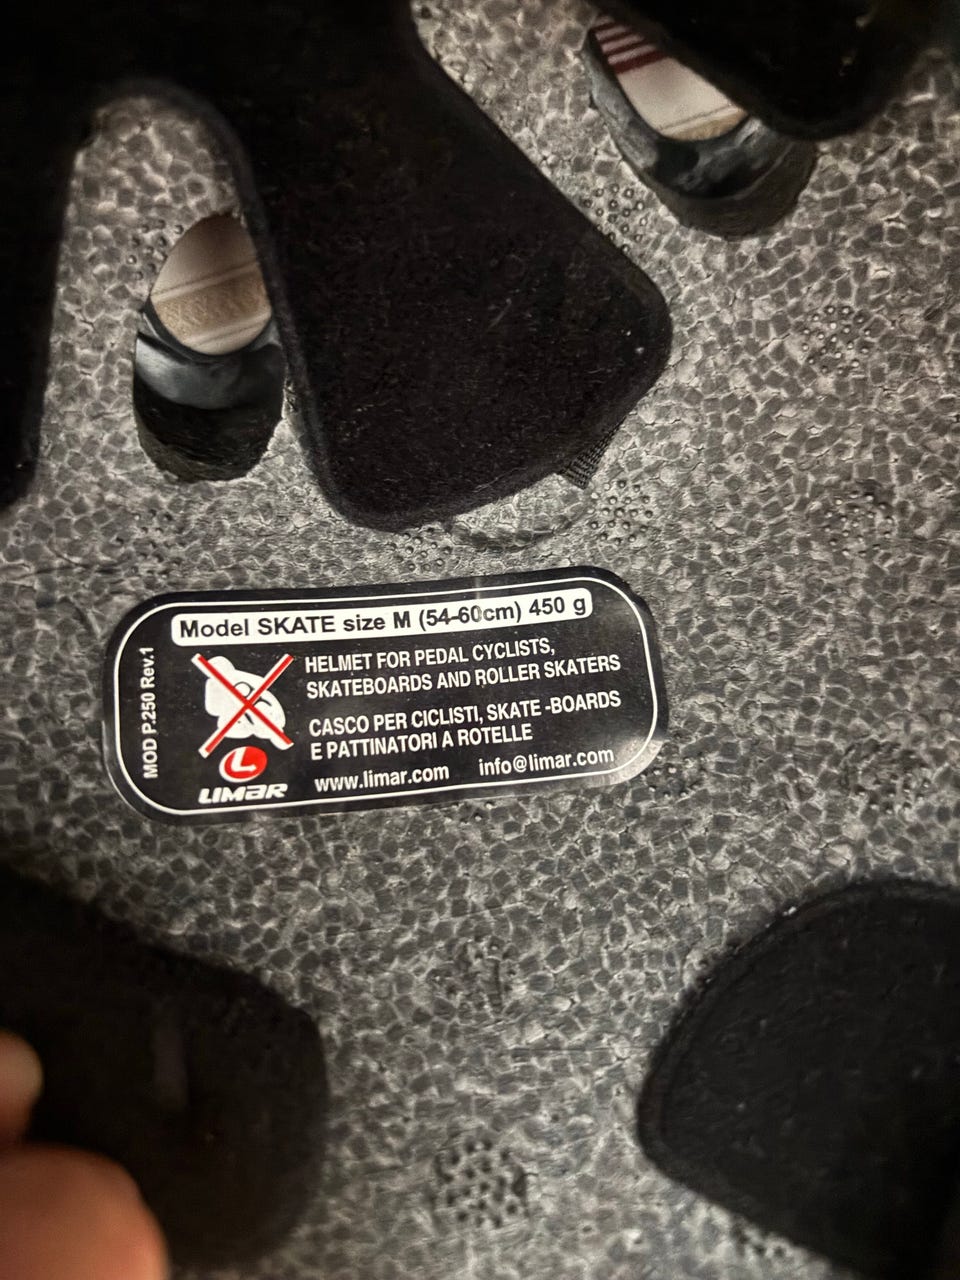 Model SKATE size M (54-60cm) 450 g
MOD P.250 Rev.1
HELMET FOR PEDAL CYCLISTS,
SKATEBOARDS AND ROLLER SKATERS
CASCO PER CICLISTI, SKATE -BOARDS
E PATTINATORI A ROTELLE
L
LIMAR
www.limar.com info@limar.com